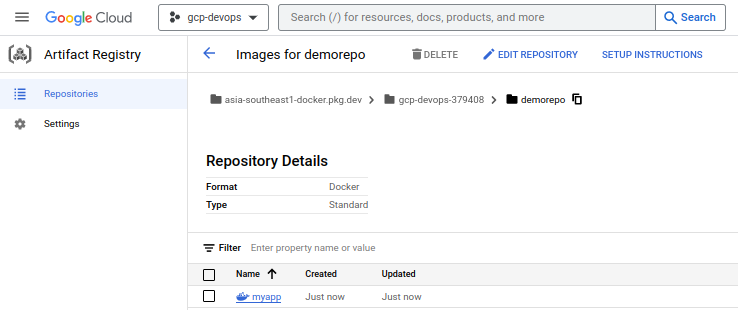 Google Cloud gcp-devops Search (/) for resources, docs, products, and more Search
Artifact Registry Images for demorepo DELETE EDIT REPOSITORY SETUP INSTRUCTIONS
Repositories
Settings
asia-southeast1-docker.pkg.dev gcp-devops-379408 demorepo
Repository Details
Format Docker
Type Standard
Filter Enter property name or value
Name Created Updated
myapp Just now Just now